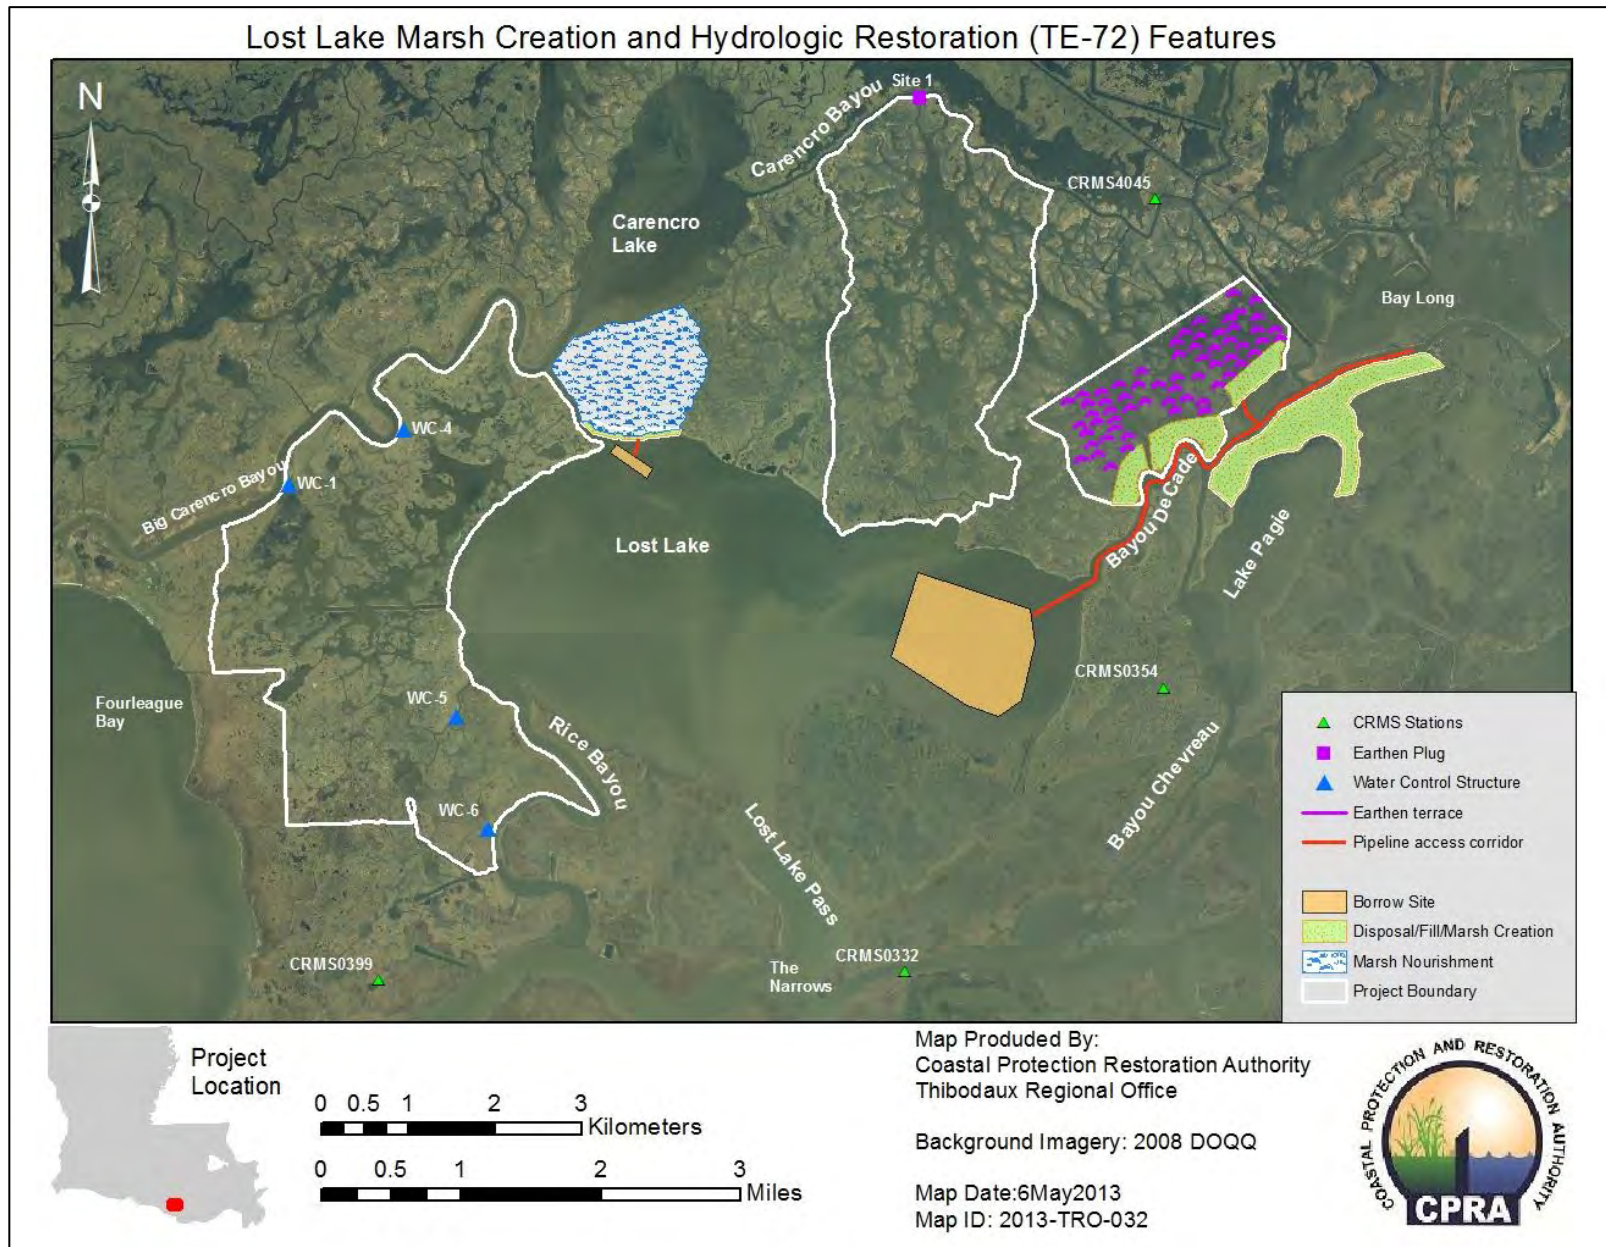 Lost Lake Marsh Creation and Hydrologic Restoration (TE-72) Features
N
Site 1
Carencro Bayou
CRMS4045
Carencro
Lake
Bay Long
WC-4
WC-1
Big Carencro Bayou
Lost Lake
Bayou De Cade
Lake Pagie
CRMS0354
Fourleague
Bay
WC-5
Rice Bayou
WC-6
Lost Lake Pass
Bayou Chevreau
CRMS0399
The
Narrows
CRMS0332
CRMS Stations
Earthen Plug
Water Control Structure
Earthen terrace
Pipeline access corridor
Borrow Site
Disposal/Fill/Marsh Creation
Marsh Nourishment
Project Boundary
Project
Location
0 0.5 1 2 3
Kilometers
0 0.5 1 2 3
Miles
Map Produded By:
Coastal Protection Restoration Authority
Thibodaux Regional Office
Background Imagery: 2008 DOQQ
Map Date:6May2013
Map ID: 2013-TRO-032
COASTAL PROTECTION AND RESTORATION AUTHORITY
CPRA